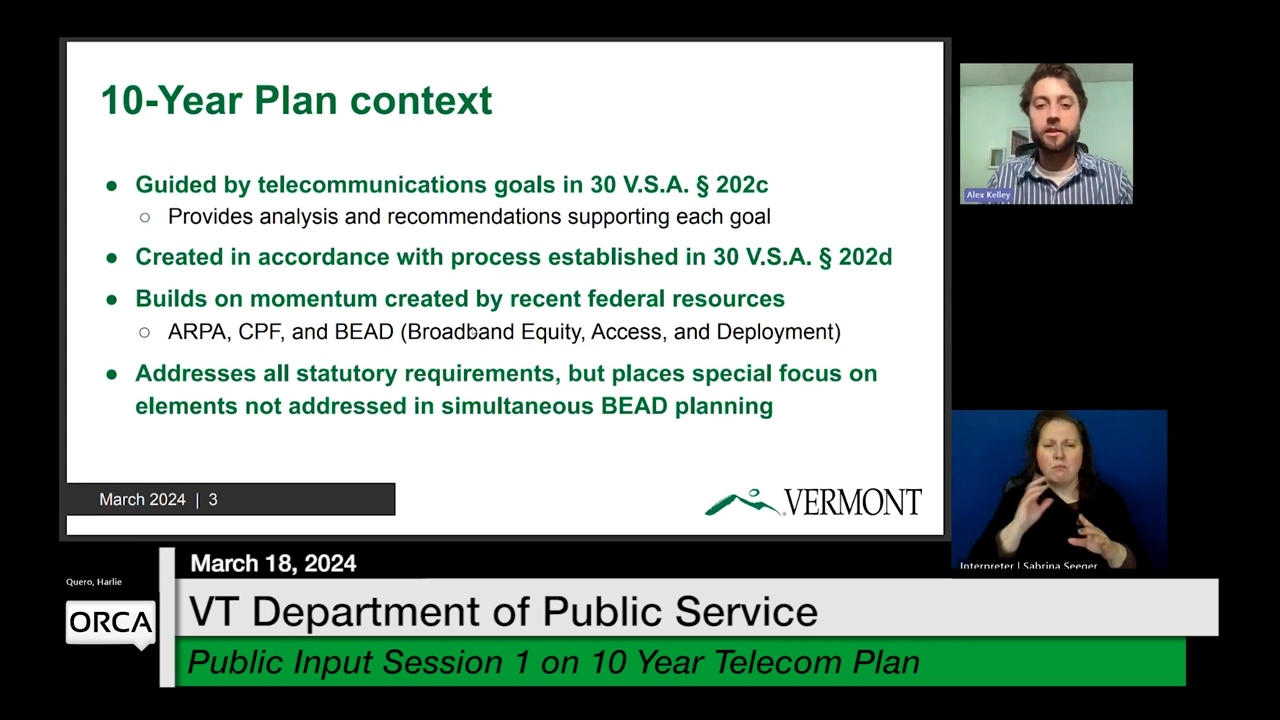 10-Year Plan context
● Guided by telecommunications goals in 30 V.S.A. § 202c
○ Provides analysis and recommendations supporting each goal
● Created in accordance with process established in 30 V.S.A. § 202d
● Builds on momentum created by recent federal resources
○ ARPA, CPF, and BEAD (Broadband Equity, Access, and Deployment)
● Addresses all statutory requirements, but places special focus on
elements not addressed in simultaneous BEAD planning
March 2024 | 3
VERMONT
Alex Kelley
Interpreter | Sabrina Seeger
Quero, Harlie
ORCA
March 18, 2024
VT Department of Public Service
Public Input Session 1 on 10 Year Telecom Plan